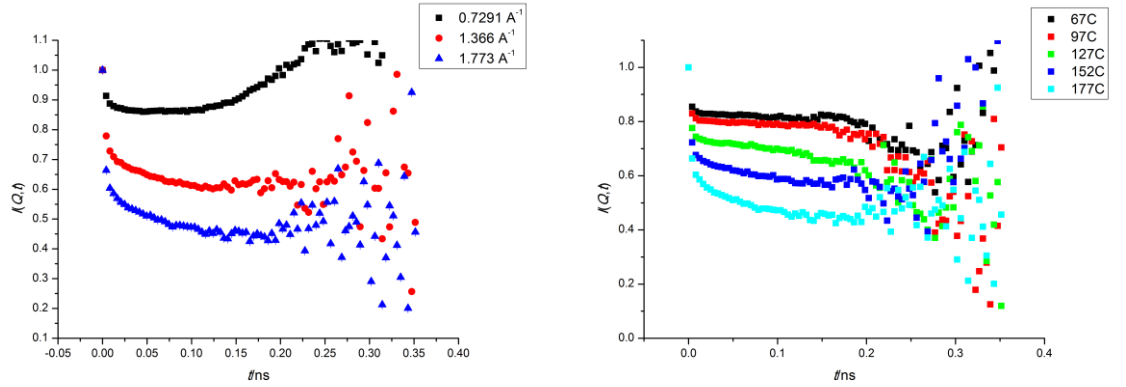 0.7291 A⁻¹
1.366 A⁻¹
1.773 A⁻¹
1.1
1.0
0.9
0.8
0.7
0.6
0.5
0.4
0.3
0.2
0.1
I(Q,t)
-0.05
0.00
0.05
0.10
0.15
0.20
0.25
0.30
0.35
0.40
t/ns
67C
97C
127C
152C
177C
1.0
0.8
0.6
0.4
0.2
0.0
I(Q,t)
0.0
0.1
0.2
0.3
0.4
t/ns